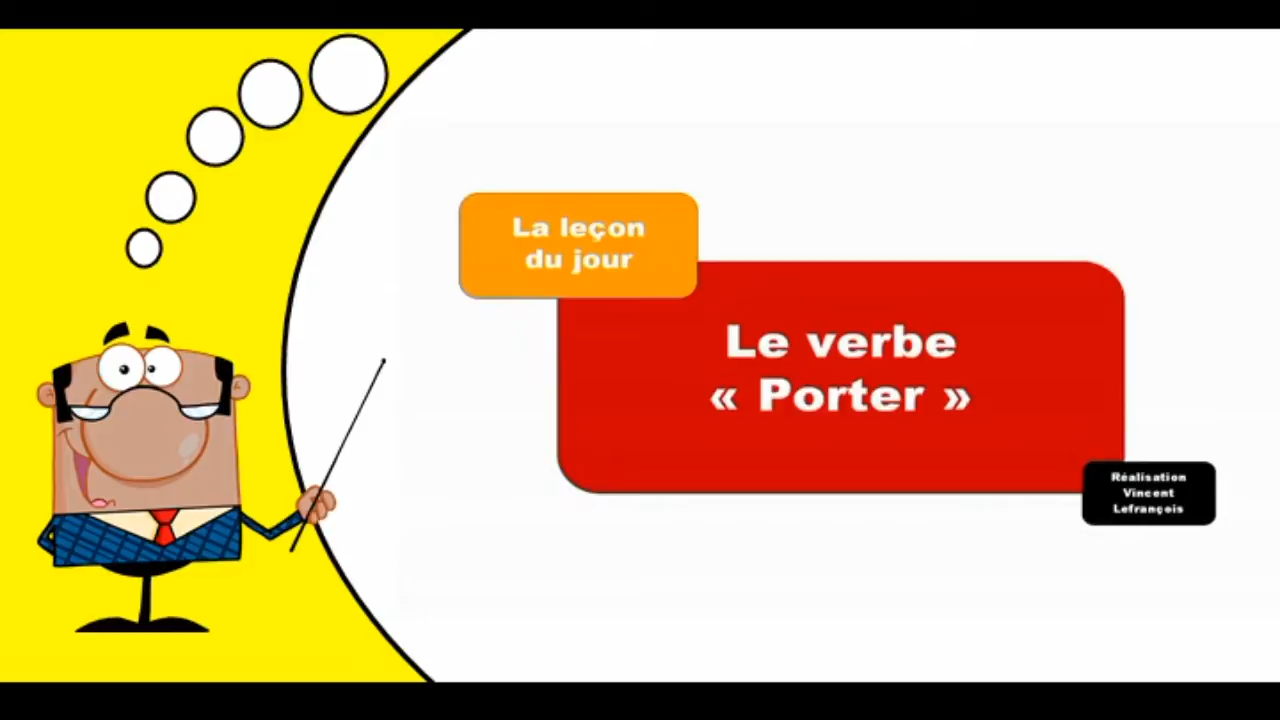 La leçon
du jour
Le verbe
« Porter »
Réalisation
Vincent
Lefrançois